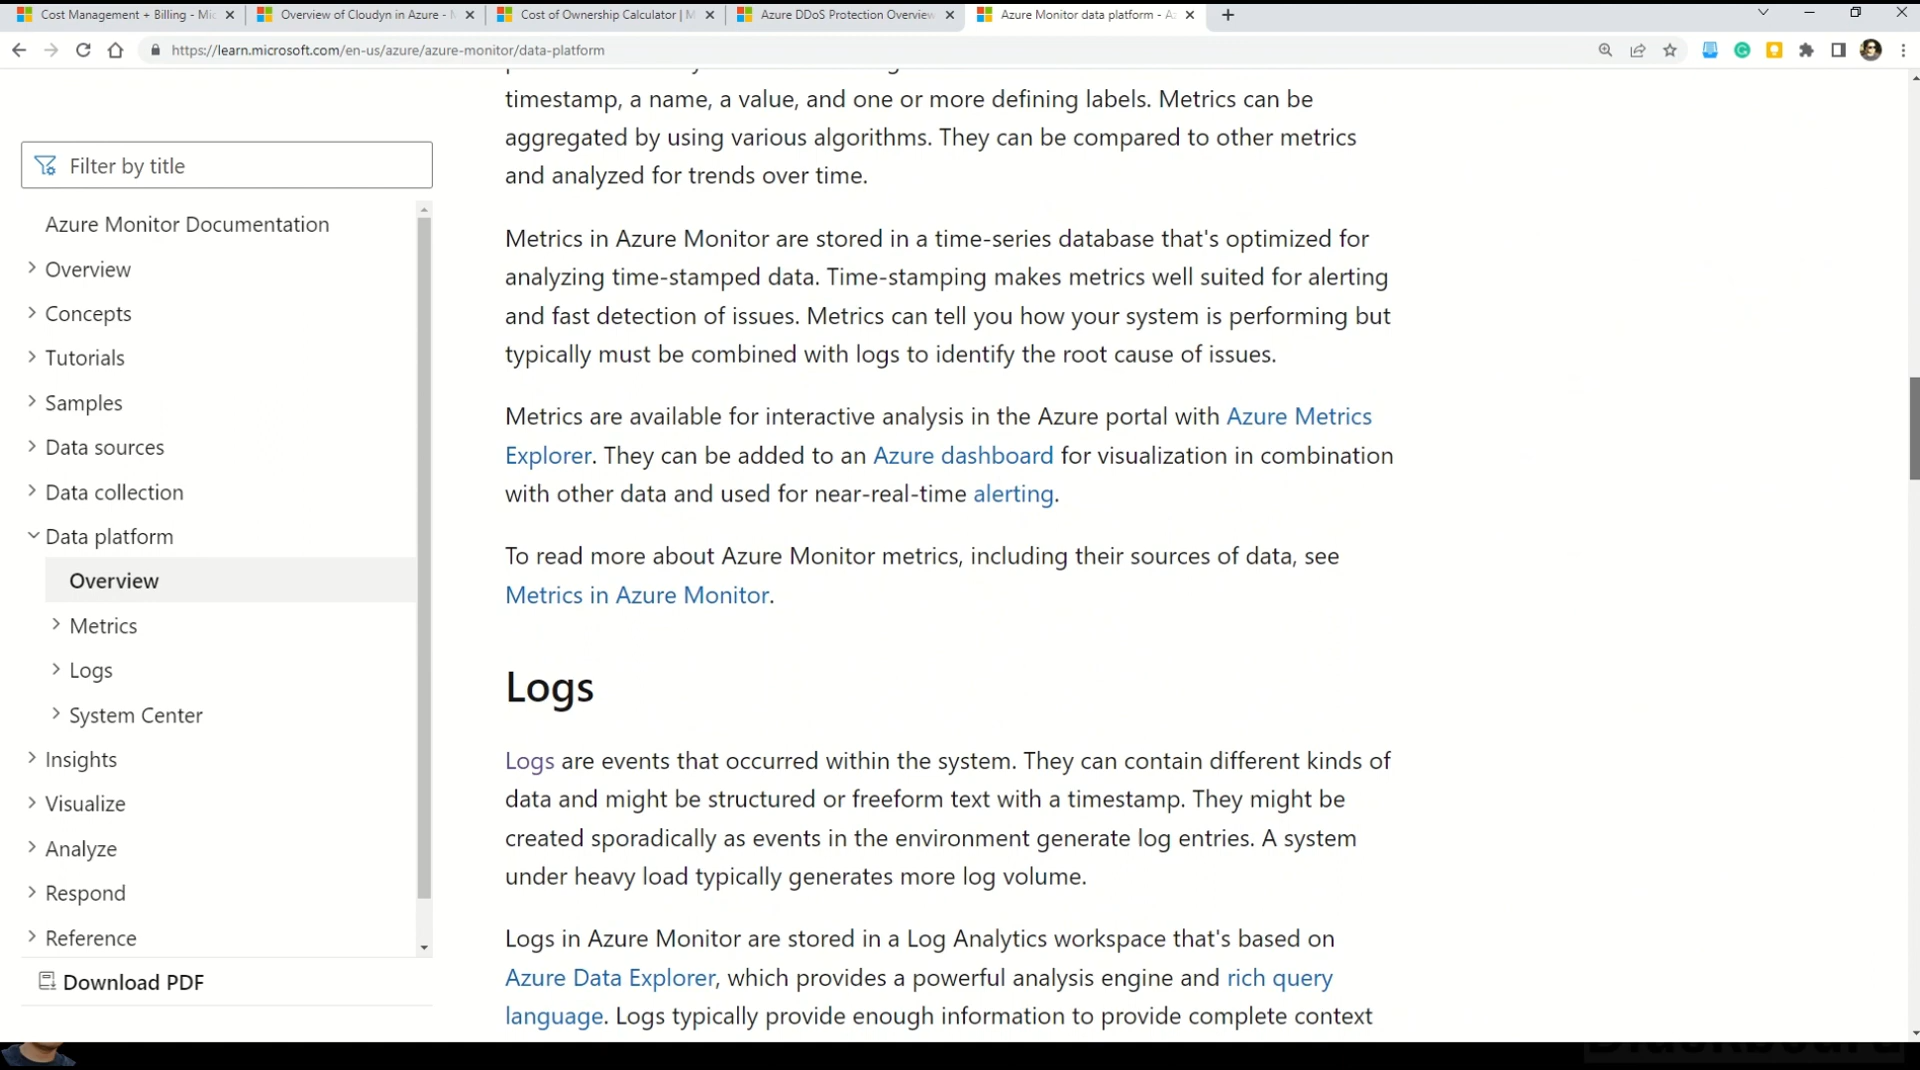 Cost Management + Billing - Mic
Overview of Cloudyn in Azure - M
Cost of Ownership Calculator | M
Azure DDoS Protection Overview
Azure Monitor data platform - Az
https://learn.microsoft.com/en-us/azure/azure-monitor/data-platform
Filter by title
Azure Monitor Documentation
Overview
Concepts
Tutorials
Samples
Data sources
Data collection
Data platform
Overview
Metrics
Logs
System Center
Insights
Visualize
Analyze
Respond
Reference
Download PDF
timestamp, a name, a value, and one or more defining labels. Metrics can be
aggregated by using various algorithms. They can be compared to other metrics
and analyzed for trends over time.
Metrics in Azure Monitor are stored in a time-series database that's optimized for
analyzing time-stamped data. Time-stamping makes metrics well suited for alerting
and fast detection of issues. Metrics can tell you how your system is performing but
typically must be combined with logs to identify the root cause of issues.
Metrics are available for interactive analysis in the Azure portal with Azure Metrics
Explorer. They can be added to an Azure dashboard for visualization in combination
with other data and used for near-real-time alerting.
To read more about Azure Monitor metrics, including their sources of data, see
Metrics in Azure Monitor.
Logs
Logs are events that occurred within the system. They can contain different kinds of
data and might be structured or freeform text with a timestamp. They might be
created sporadically as events in the environment generate log entries. A system
under heavy load typically generates more log volume.
Logs in Azure Monitor are stored in a Log Analytics workspace that's based on
Azure Data Explorer, which provides a powerful analysis engine and rich query
language. Logs typically provide enough information to provide complete context